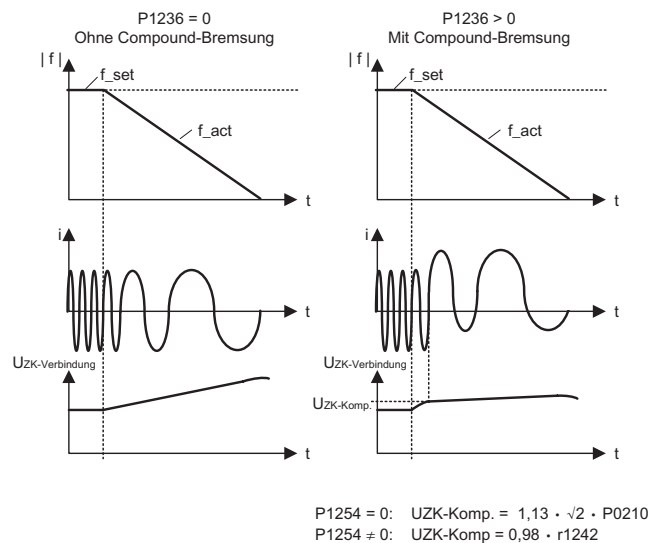 P1236 = 0
Ohne Compound-Bremsung
| f |
f_set
f_act
t
i
t
UZK-Verbindung
t
P1236 > 0
Mit Compound-Bremsung
| f |
f_set
f_act
t
i
t
UZK-Verbindung
UZK-Komp.
t
P1254 = 0: UZK-Komp. = 1,13 · √2 · P0210
P1254 ≠ 0: UZK-Komp = 0,98 · r1242